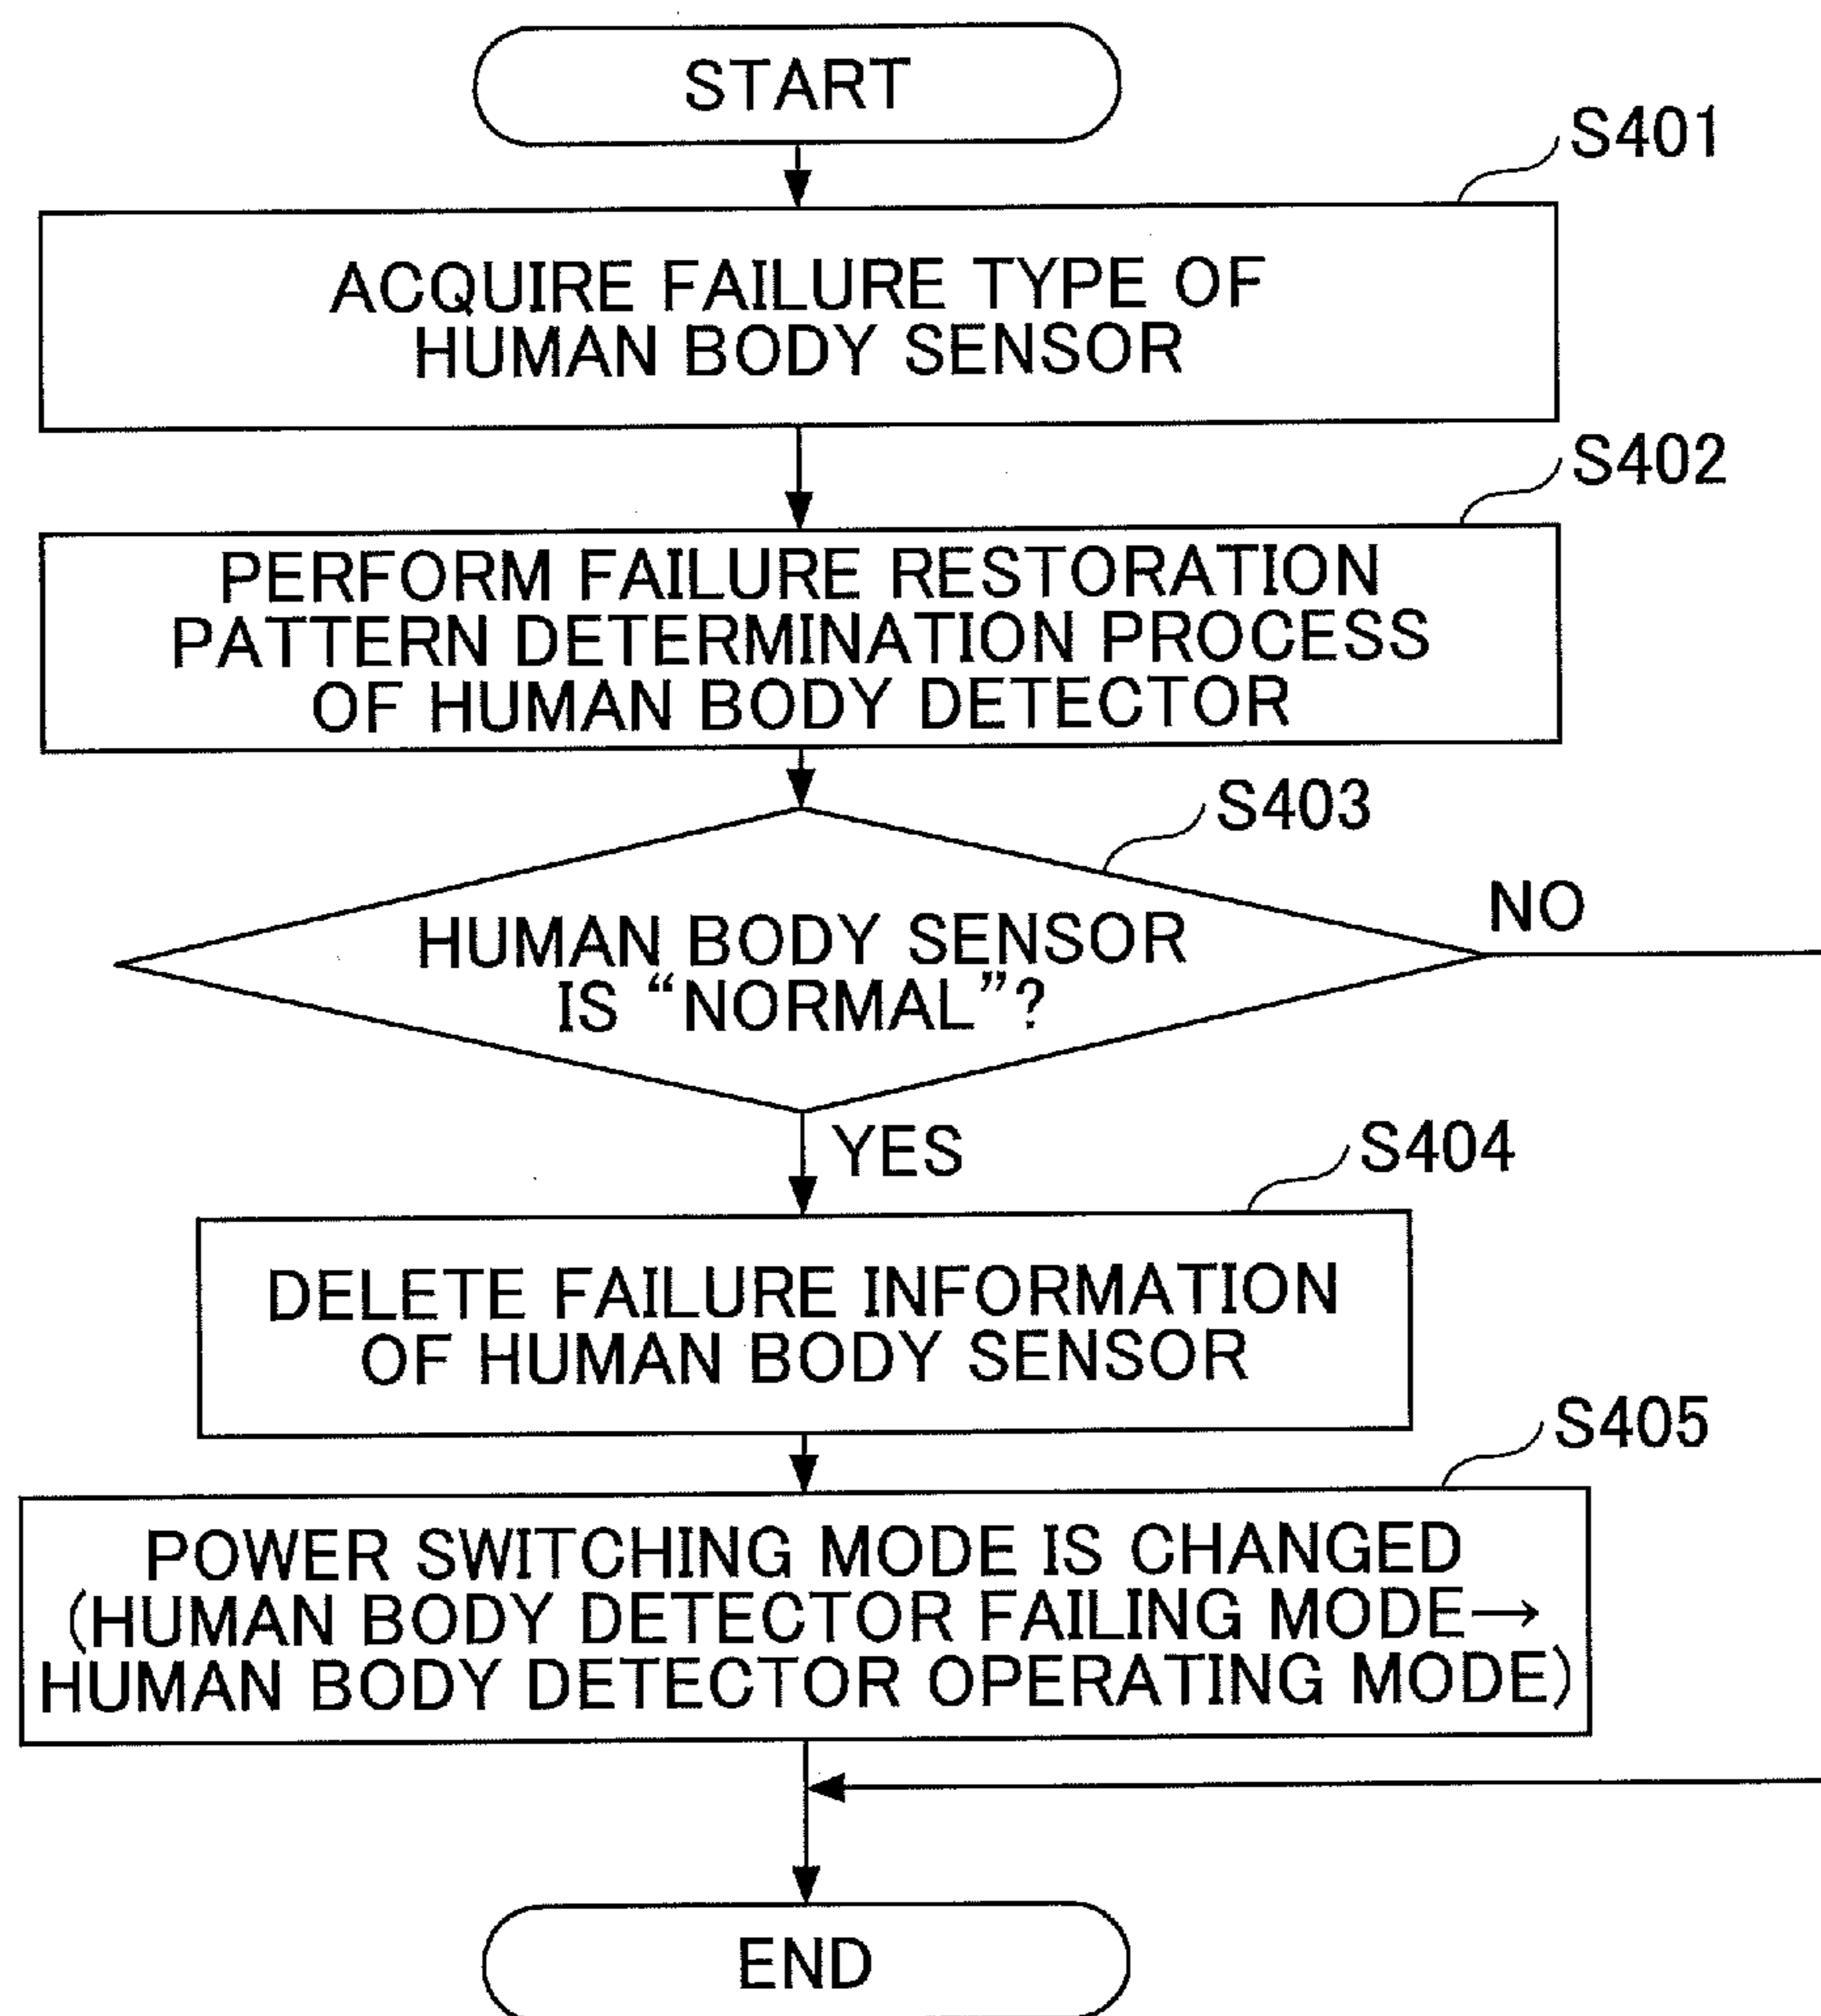 START
S401
ACQUIRE FAILURE TYPE OF
HUMAN BODY SENSOR
S402
PERFORM FAILURE RESTORATION
PATTERN DETERMINATION PROCESS
OF HUMAN BODY DETECTOR
S403
HUMAN BODY SENSOR
IS “NORMAL”?
NO
YES
S404
DELETE FAILURE INFORMATION
OF HUMAN BODY SENSOR
S405
POWER SWITCHING MODE IS CHANGED
(HUMAN BODY DETECTOR FAILING MODE→
HUMAN BODY DETECTOR OPERATING MODE)
END